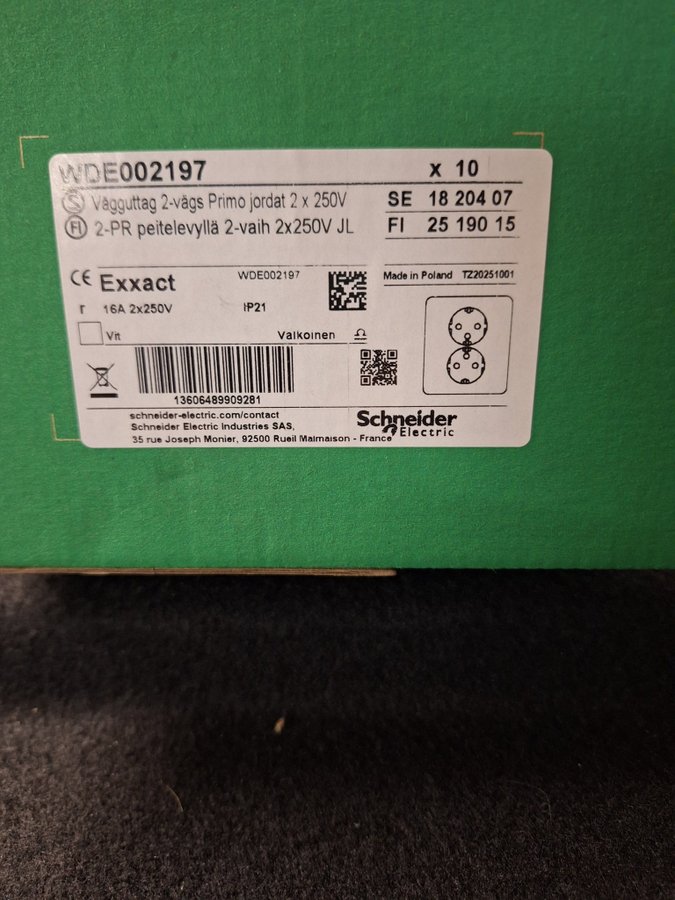 WDE002197 x 10
S Vägguttag 2-vägs Primo jordat 2 x 250V SE 18 204 07
FI 2-PR peitelevyllä 2-vaih 2x250V JL FI 25 190 15
CE Exxact WDE002197 Made in Poland TZ20251001
r 16A 2x250V IP21
Vit Valkoinen
13606489909281
schneider-electric.com/contact
Schneider Electric Industries SAS,
35 rue Joseph Monier, 92500 Rueil Malmaison - France
Schneider
Electric